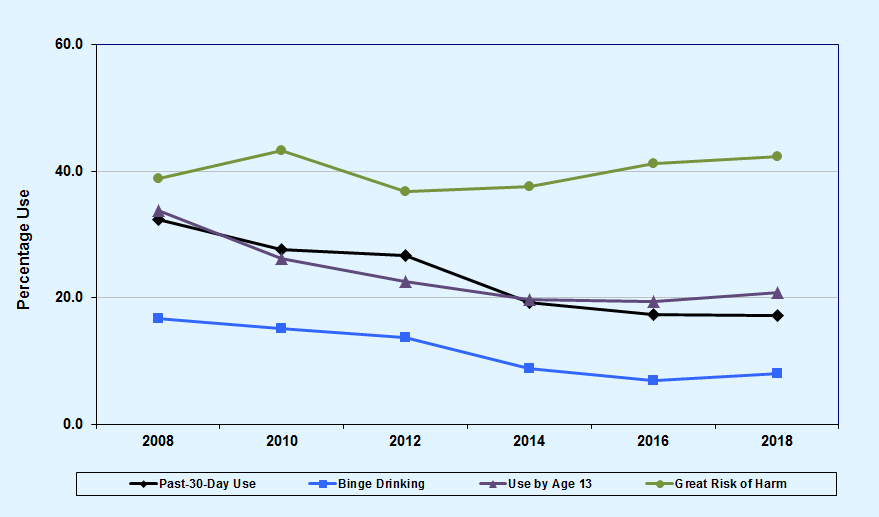 60.0
40.0
20.0
0.0
Percentage Use
2008 2010 2012 2014 2016 2018
Past-30-Day Use Binge Drinking Use by Age 13 Great Risk of Harm